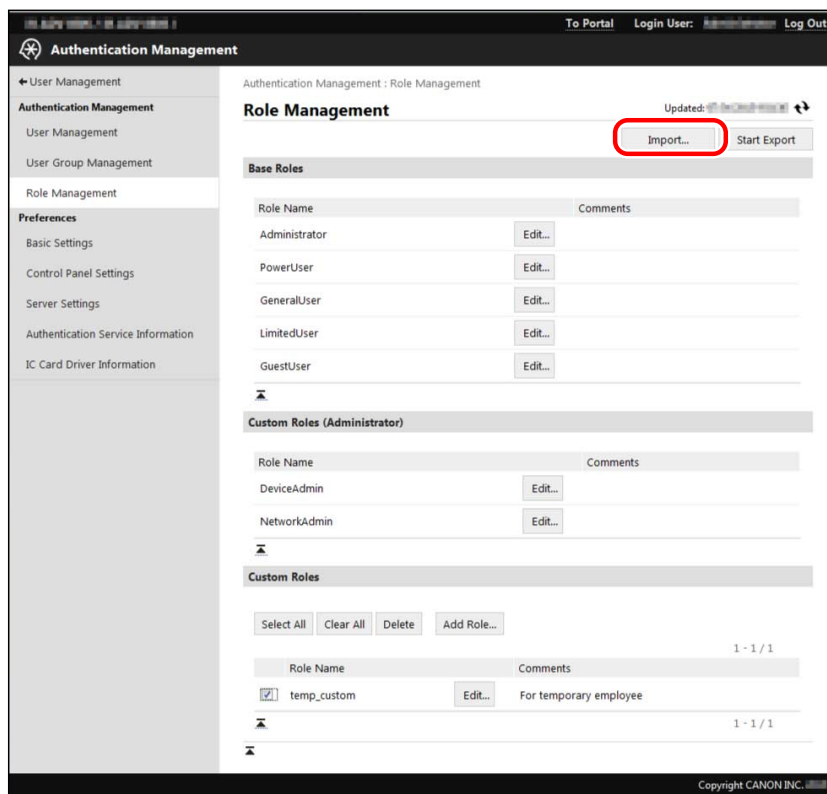 To Portal Login User: Log Out
Authentication Management
User Management
Authentication Management
User Management
User Group Management
Role Management
Preferences
Basic Settings
Control Panel Settings
Server Settings
Authentication Service Information
IC Card Driver Information
Authentication Management : Role Management
Role Management
Updated:
Import... Start Export
Base Roles
Role Name Comments
Administrator Edit...
PowerUser Edit...
GeneralUser Edit...
LimitedUser Edit...
GuestUser Edit...
Custom Roles (Administrator)
Role Name Comments
DeviceAdmin Edit...
NetworkAdmin Edit...
Custom Roles
Select All Clear All Delete Add Role...
1 - 1 / 1
Role Name Comments
temp_custom Edit... For temporary employee
1 - 1 / 1
Copyright CANON INC.